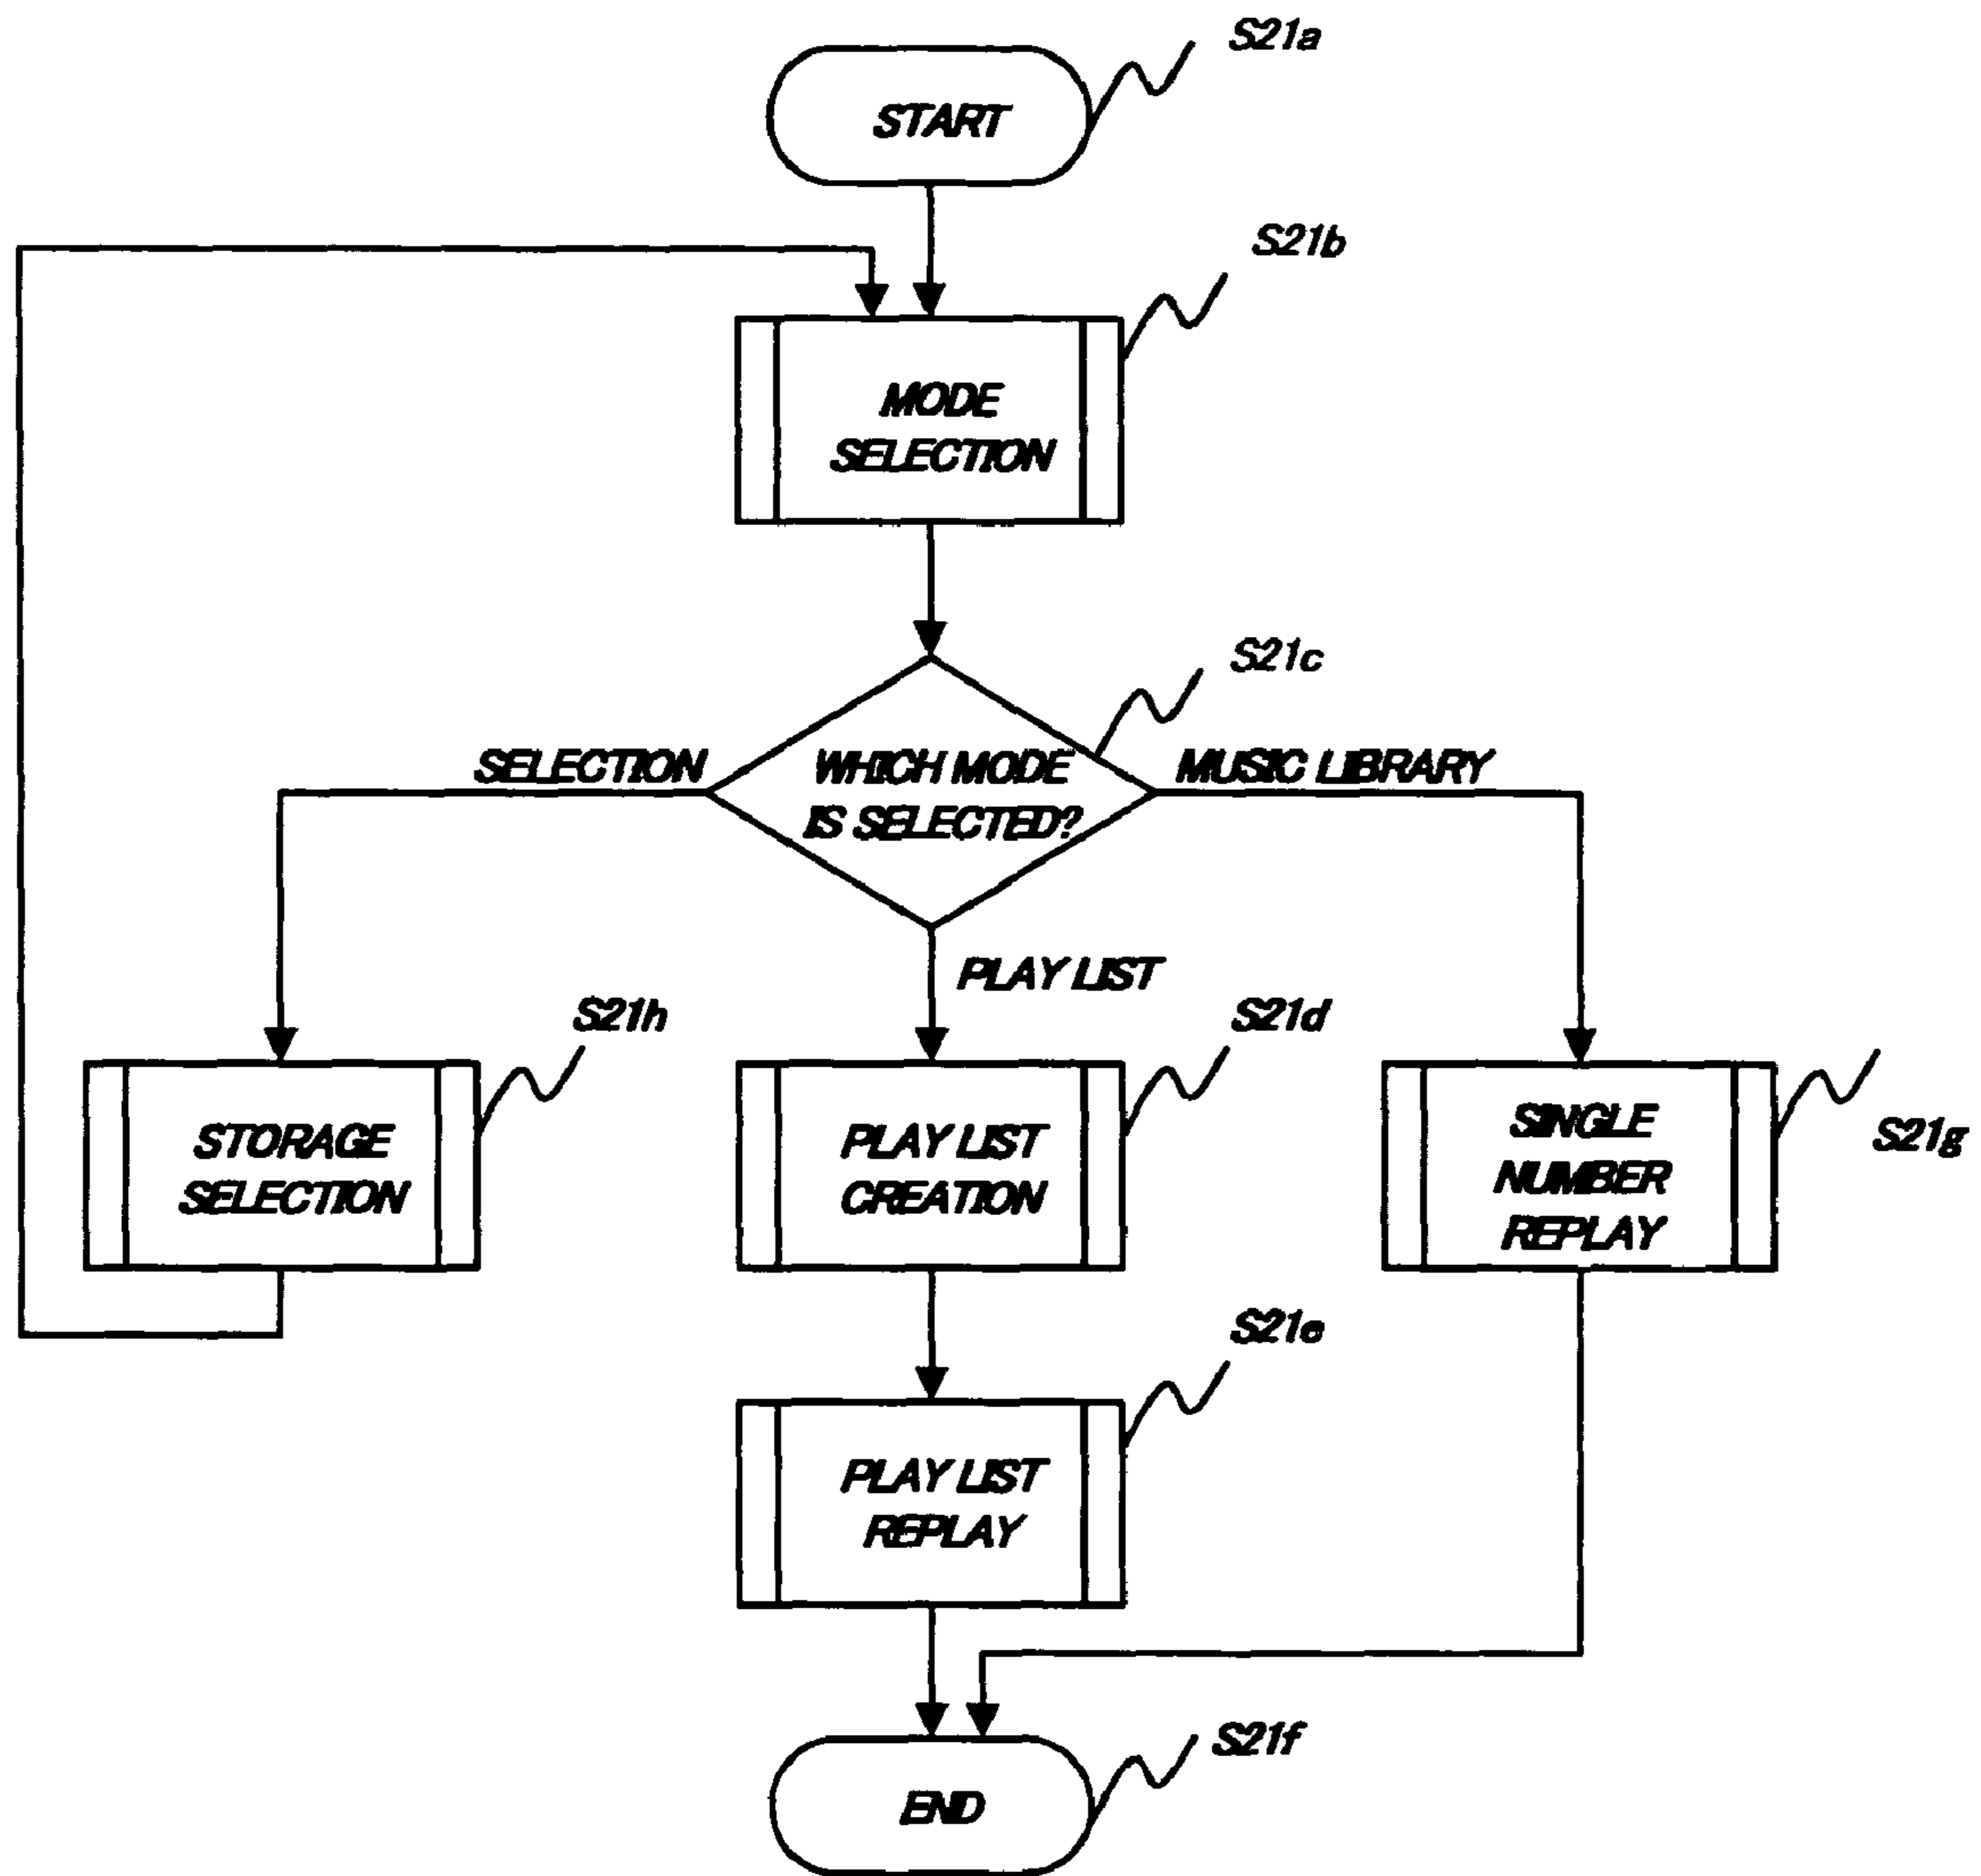 S21a
START
S21b
MODE
SELECTION
S21c
SELECTION
WHICH MODE
IS SELECTED?
MUSIC LIBRARY
PLAY LIST
S21h
S21d
S21g
STORAGE
SELECTION
PLAY LIST
CREATION
SINGLE
NUMBER
REPLAY
S21e
PLAY LIST
REPLAY
S21f
END